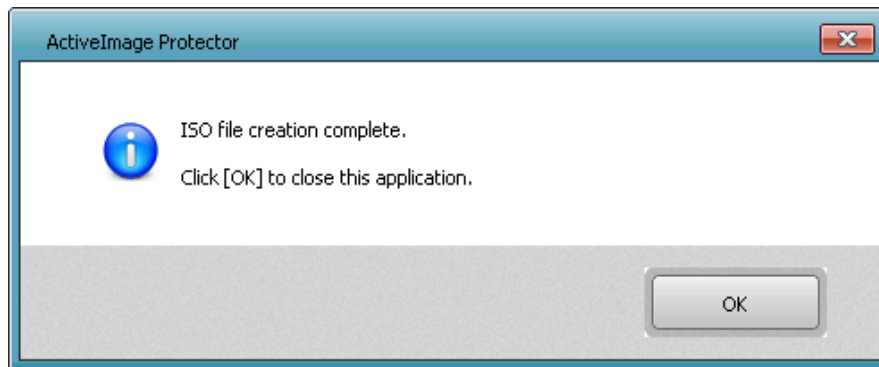 ActiveImage Protector
ISO file creation complete.
Click [OK] to close this application.
OK